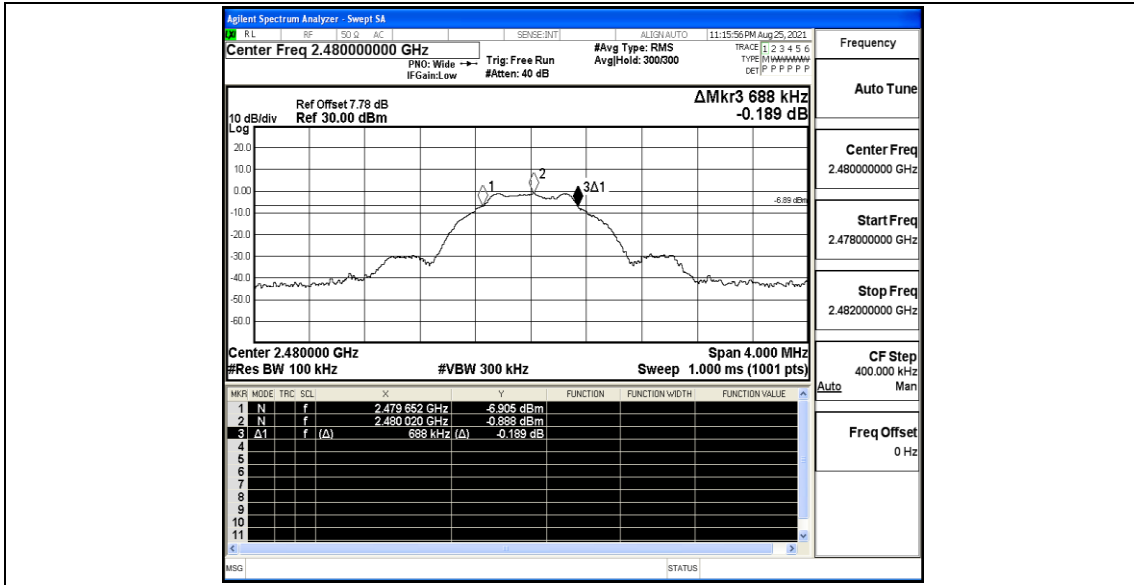 Agilent Spectrum Analyzer - Swept SA
LXI RL RF 50 Ω AC SENSE:INT ALIGN AUTO 11:15:56 PM Aug 25, 2021
Center Freq 2.480000000 GHz
PNO: Wide
IFGain:Low
Trig: Free Run
#Atten: 40 dB
#Avg Type: RMS
Avg|Hold: 300/300
TRACE 1 2 3 4 5 6
TYPE M WWWWW
DET P P P P P P
Ref Offset 7.78 dB
10 dB/div Ref 30.00 dBm
Log
ΔMkr3 688 kHz
-0.189 dB
20.0
10.0
0.00
-10.0
-20.0
-30.0
-40.0
-50.0
-60.0
1
2
3Δ1
-6.89 dBm
Center 2.480000 GHz Span 4.000 MHz
#Res BW 100 kHz #VBW 300 kHz Sweep 1.000 ms (1001 pts)
MKR MODE TRC SCL X Y FUNCTION FUNCTION WIDTH FUNCTION VALUE
1 N f 2.479 652 GHz -6.905 dBm
2 N f 2.480 020 GHz -0.888 dBm
3 Δ1 f (Δ) 688 kHz (Δ) -0.189 dB
4
5
6
7
8
9
10
11
MSG STATUS
Frequency
Auto Tune
Center Freq
2.480000000 GHz
Start Freq
2.478000000 GHz
Stop Freq
2.482000000 GHz
CF Step
400.000 kHz
Auto Man
Freq Offset
0 Hz